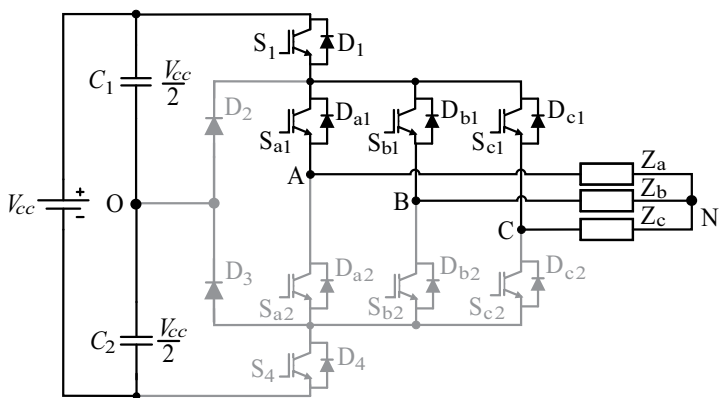 S1 D1
C1 Vcc/2
D2
Sa1 Da1 Sb1 Db1 Sc1 Dc1
A Za
Vcc + - O B Zb N
C Zc
D3
Sa2 Da2 Sb2 Db2 Sc2 Dc2
C2 Vcc/2
S4 D4